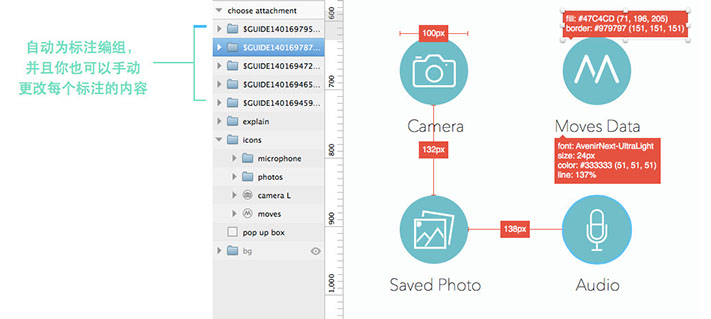 自动为标注编组，
并且你也可以手动
更改每个标注的内容
choose attachment
$GUIDE140169795...
$GUIDE140169787...
$GUIDE140169472...
$GUIDE140169465...
$GUIDE140169459...
explain
icons
microphone
photos
camera L
moves
pop up box
bg
600
700
800
900
1,000
100px
Camera
132px
Saved Photo
138px
fill: #47C4CD (71, 196, 205)
border: #979797 (151, 151, 151)
Moves Data
font: AvenirNext-UltraLight
size: 24px
color: #333333 (51, 51, 51)
line: 137%
Audio